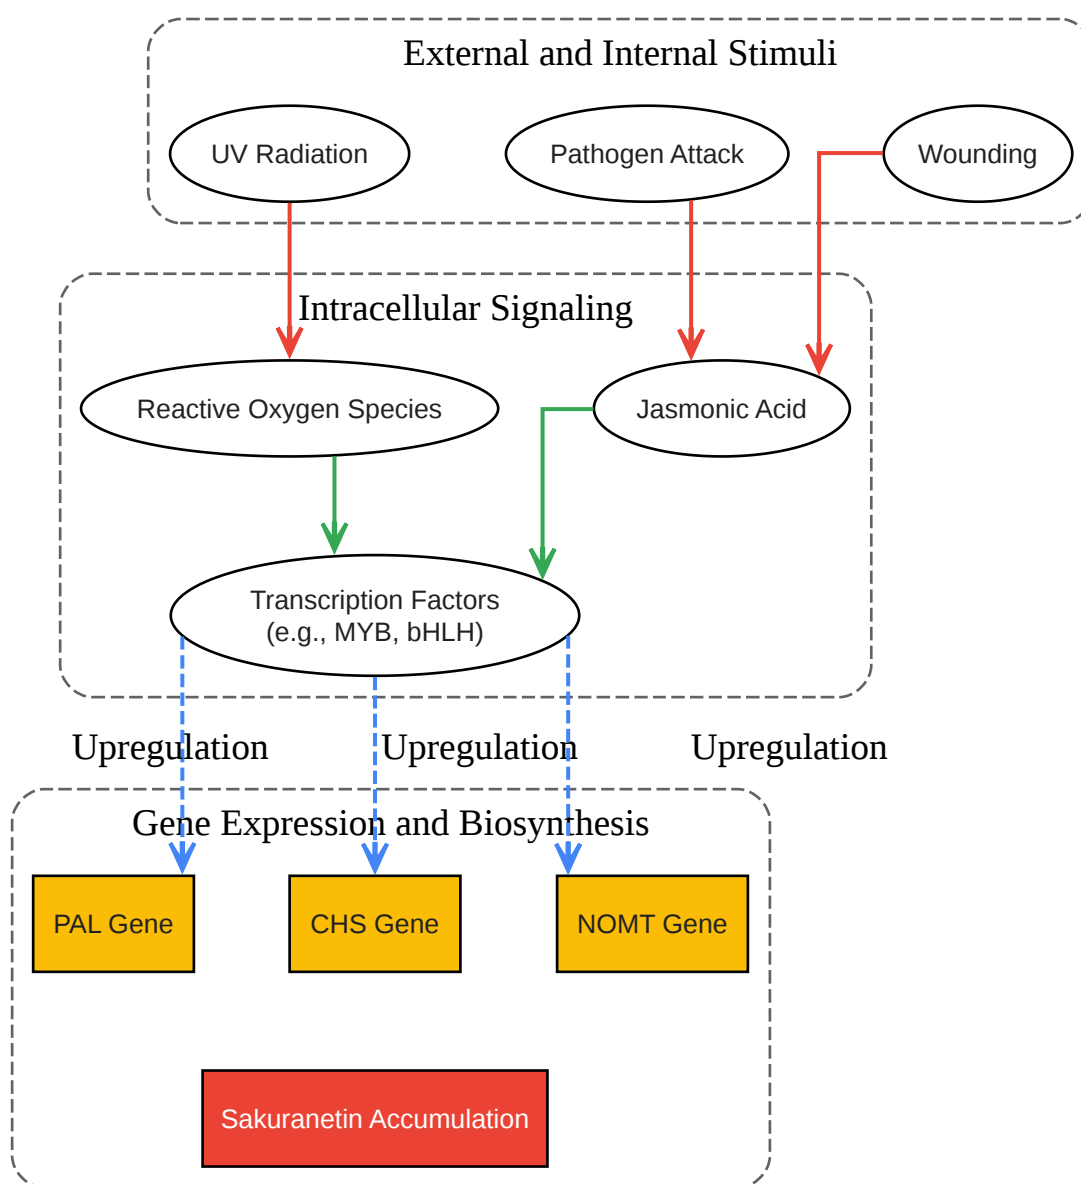 External and Internal Stimuli
UV Radiation
Pathogen Attack
Wounding
Intracellular Signaling
Reactive Oxygen Species
Jasmonic Acid
Transcription Factors
(e.g., MYB, bHLH)
Upregulation
Upregulation
Upregulation
Gene Expression and Biosynthesis
PAL Gene
CHS Gene
NOMT Gene
Sakuranetin Accumulation